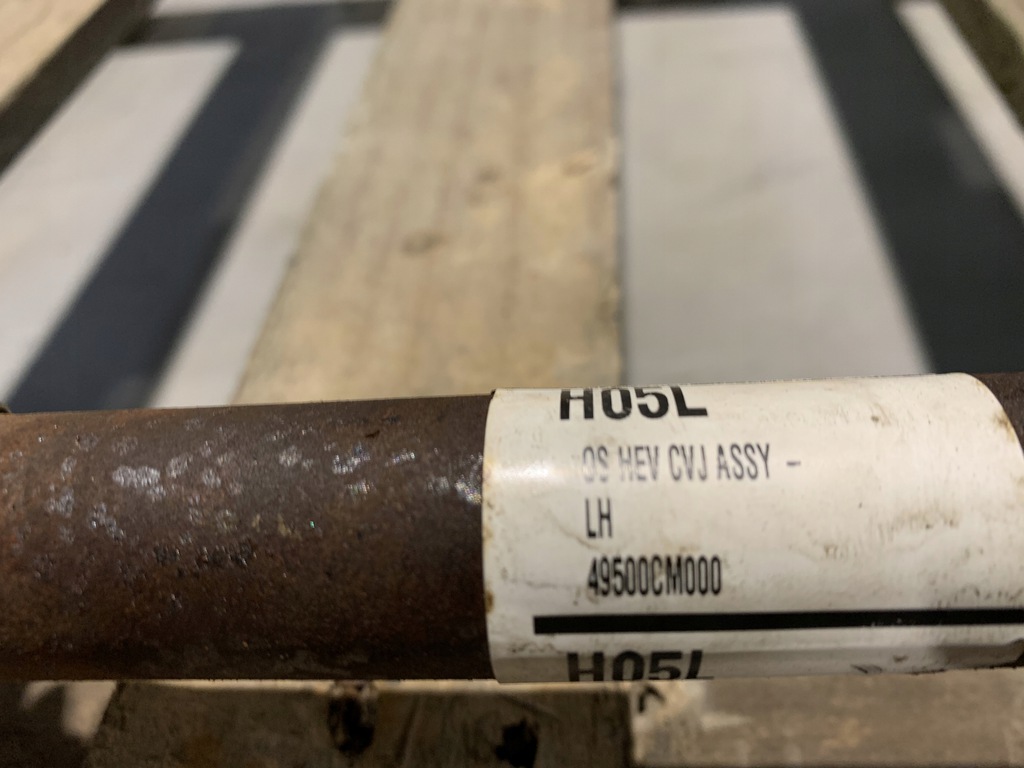 H05L
OS HEV CVJ ASSY -
LH
49500CM000
H05L